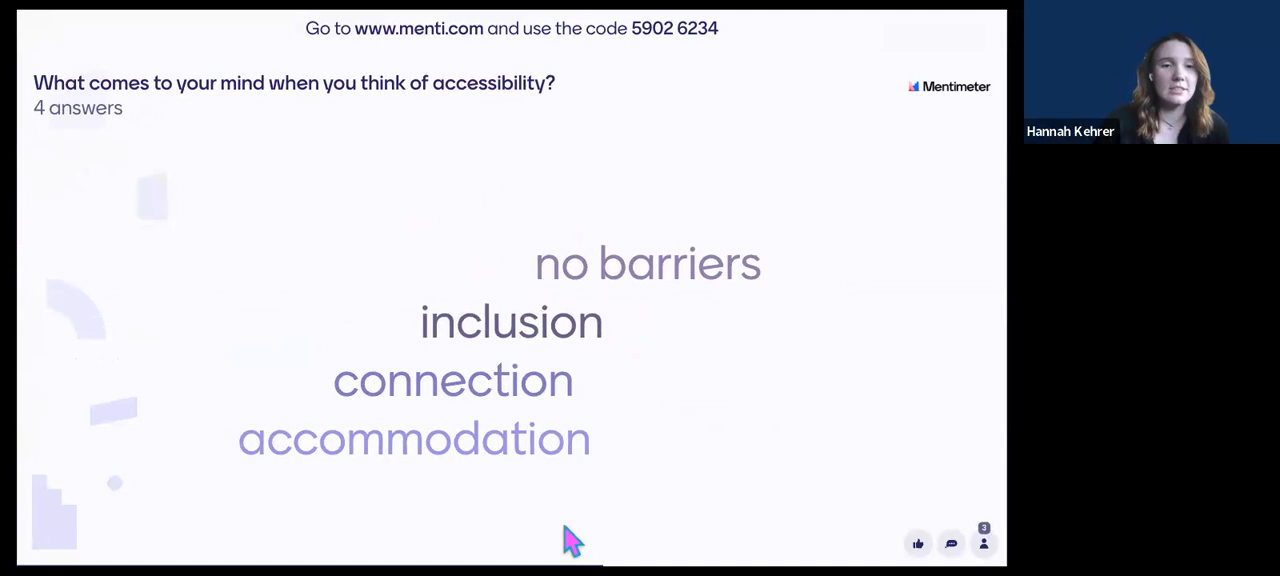 Go to www.menti.com and use the code 5902 6234
What comes to your mind when you think of accessibility?
Mentimeter
4 answers
Hannah Kehrer
no barriers
inclusion
connection
accommodation
3